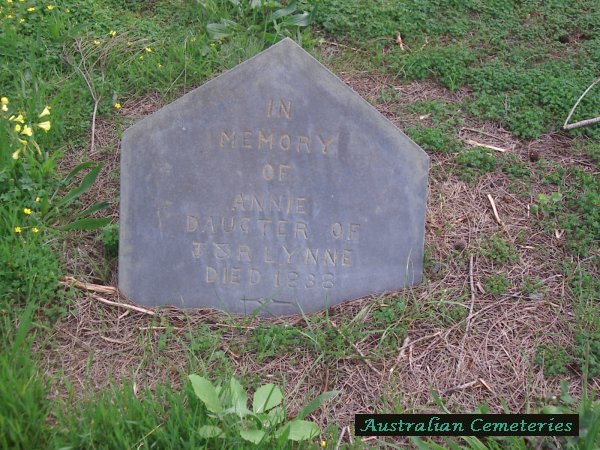 IN
MEMORY
OF
ANNIE
DAUGTER OF
J&R LYNNE
DIED 1238
Australian Cemeteries